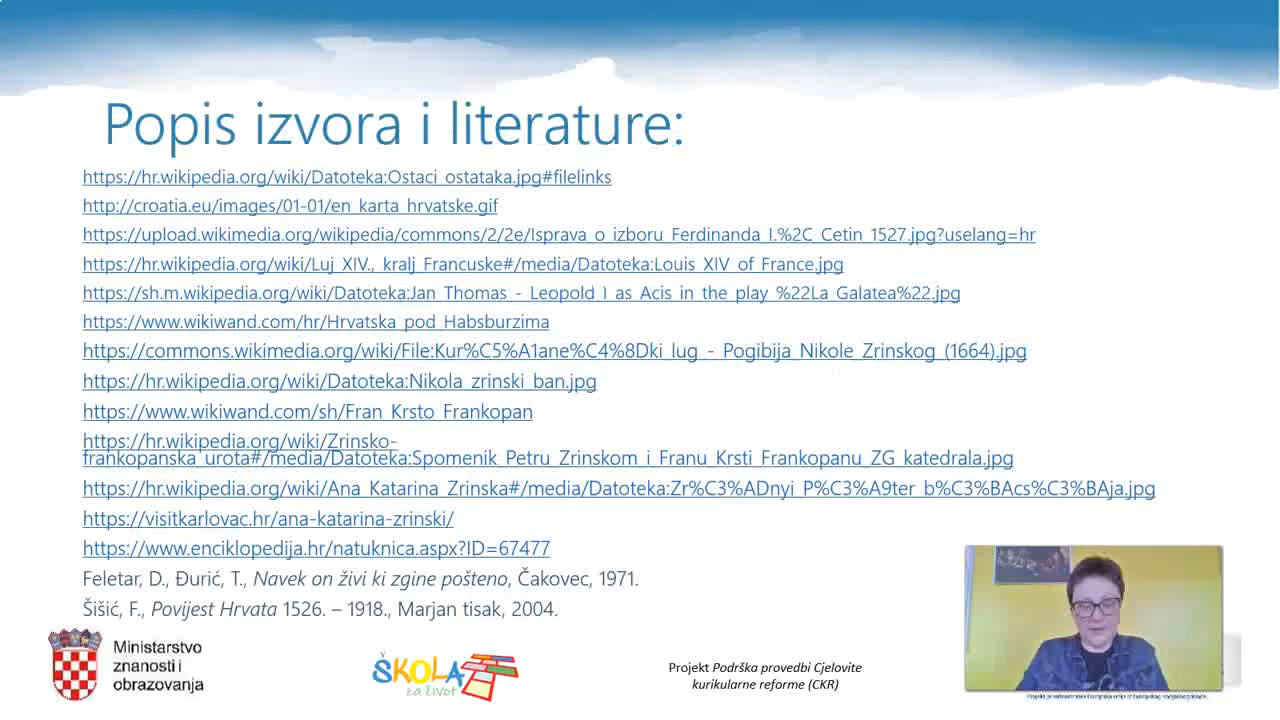 Popis izvora i literature:
https://hr.wikipedia.org/wiki/Datoteka:Ostaci_ostataka.jpg#filelinks
http://croatia.eu/images/01-01/en_karta_hrvatske.gif
https://upload.wikimedia.org/wikipedia/commons/2/2e/Isprava_o_izboru_Ferdinanda_I.%2C_Cetin_1527.jpg?uselang=hr
https://hr.wikipedia.org/wiki/Luj_XIV.,_kralj_Francuske#/media/Datoteka:Louis_XIV_of_France.jpg
https://sh.m.wikipedia.org/wiki/Datoteka:Jan_Thomas_-_Leopold_I_as_Acis_in_the_play_%22La_Galatea%22.jpg
https://www.wikiwand.com/hr/Hrvatska_pod_Habsburzima
https://commons.wikimedia.org/wiki/File:Kur%C5%A1ane%C4%8Dki_lug_-_Pogibija_Nikole_Zrinskog_(1664).jpg
https://hr.wikipedia.org/wiki/Datoteka:Nikola_zrinski_ban.jpg
https://www.wikiwand.com/sh/Fran_Krsto_Frankopan
https://hr.wikipedia.org/wiki/Zrinsko-
frankopanska_urota#/media/Datoteka:Spomenik_Petru_Zrinskom_i_Franu_Krsti_Frankopanu_ZG_katedrala.jpg
https://hr.wikipedia.org/wiki/Ana_Katarina_Zrinska#/media/Datoteka:Zr%C3%ADnyi_P%C3%A9ter_b%C3%BAcs%C3%BAja.jpg
https://visitkarlovac.hr/ana-katarina-zrinski/
https://www.enciklopedija.hr/natuknica.aspx?ID=67477
Feletar, D., Đurić, T., Navek on živi ki zgine pošteno, Čakovec, 1971.
Šišić, F., Povijest Hrvata 1526. – 1918., Marjan tisak, 2004.
Ministarstvo
znanosti i
obrazovanja
ŠKOLA
za život
Projekt Podrška provedbi Cjelovite
kurikularne reforme (CKR)